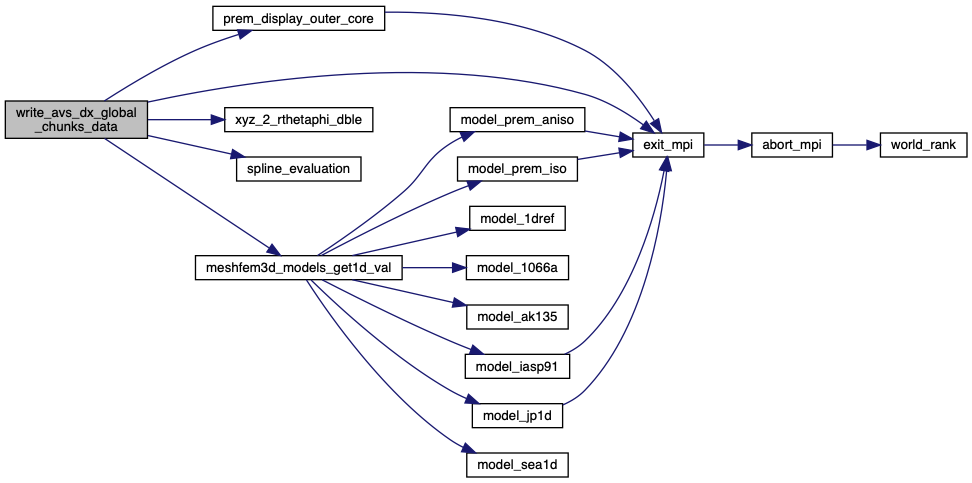 write_avs_dx_global
_chunks_data
prem_display_outer_core
xyz_2_rthetaphi_dble
spline_evaluation
meshfem3d_models_get1d_val
model_prem_aniso
model_prem_iso
model_1dref
model_1066a
model_ak135
model_iasp91
model_jp1d
model_sea1d
exit_mpi
abort_mpi
world_rank